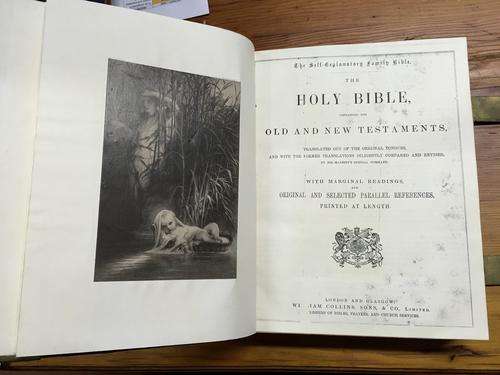 The Self-Explanatory Family Bible.
THE
HOLY BIBLE,
CONTAINING THE
OLD AND NEW TESTAMENTS,
TRANSLATED OUT OF THE ORIGINAL TONGUES,
AND WITH THE FORMER TRANSLATIONS DILIGENTLY COMPARED AND REVISED,
BY HIS MAJESTY'S SPECIAL COMMAND.
WITH MARGINAL READINGS,
AND
ORIGINAL AND SELECTED PARALLEL REFERENCES,
PRINTED AT LENGTH.
LONDON AND GLASGOW:
WILLIAM COLLINS, SONS, & CO., LIMITED.
BIBLES, PRAYERS, AND CHURCH SERVICES.